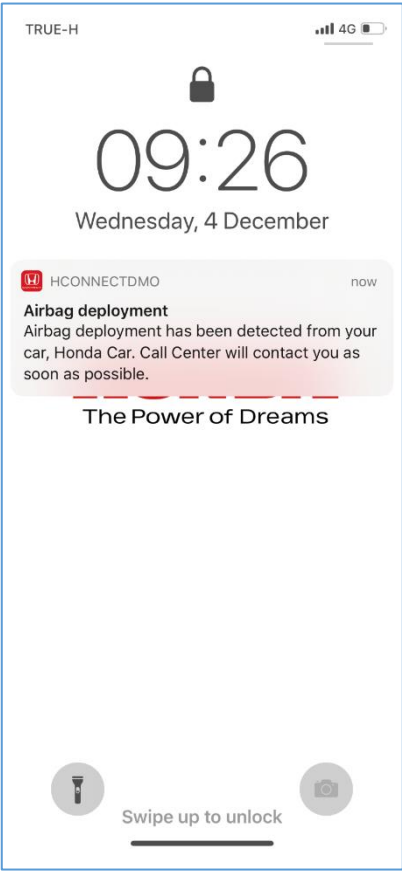 TRUE-H
4G
09:26
Wednesday, 4 December
HCONNECTDMO
now
Airbag deployment
Airbag deployment has been detected from your
car, Honda Car. Call Center will contact you as
soon as possible.
The Power of Dreams
Swipe up to unlock